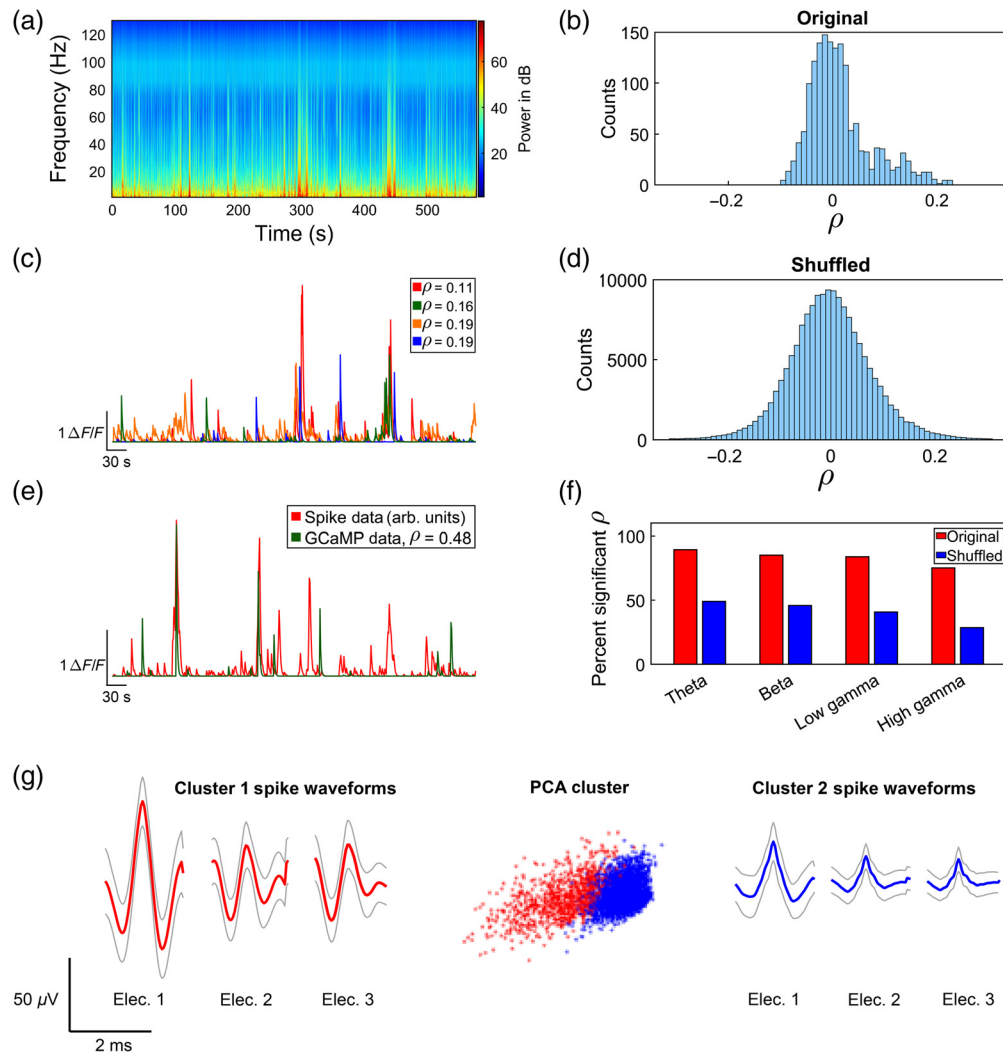 (a)
Frequency (Hz)
120
100
80
60
40
20
0
100
200
300
400
500
Time (s)
60
40
20
Power in dB
(b)
Original
Counts
150
100
50
0
−0.2
0
0.2
ρ
(c)
ρ = 0.11
ρ = 0.16
ρ = 0.19
ρ = 0.19
1 ΔF/F
30 s
(d)
Shuffled
Counts
10000
5000
0
−0.2
0
0.2
ρ
(e)
Spike data (arb. units)
GCaMP data, ρ = 0.48
1 ΔF/F
30 s
(f)
Percent significant ρ
100
50
0
Original
Shuffled
Theta
Beta
Low gamma
High gamma
(g)
Cluster 1 spike waveforms
PCA cluster
Cluster 2 spike waveforms
50 μV
2 ms
Elec. 1
Elec. 2
Elec. 3
Elec. 1
Elec. 2
Elec. 3